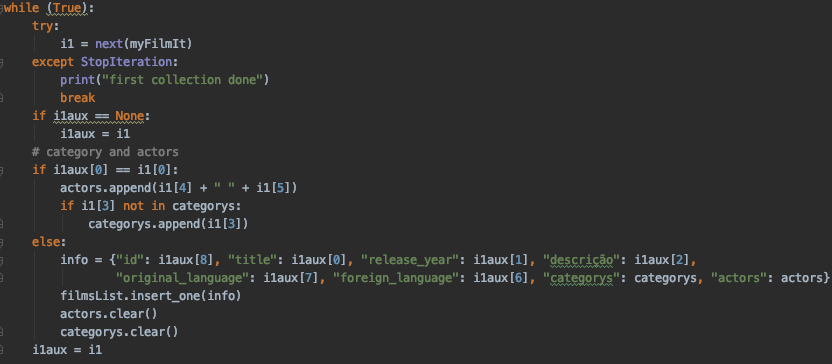 while (True):
    try:
        i1 = next(myFilmIt)
    except StopIteration:
        print("first collection done")
        break
    if i1aux == None:
        i1aux = i1
    # category and actors
    if i1aux[0] == i1[0]:
        actors.append(i1[4] + " " + i1[5])
        if i1[3] not in categorys:
            categorys.append(i1[3])
    else:
        info = {"id": i1aux[8], "title": i1aux[0], "release_year": i1aux[1], "descrição": i1aux[2],
                "original_language": i1aux[7], "foreign_language": i1aux[6], "categorys": categorys, "actors": actors}
        filmsList.insert_one(info)
        actors.clear()
        categorys.clear()
    i1aux = i1